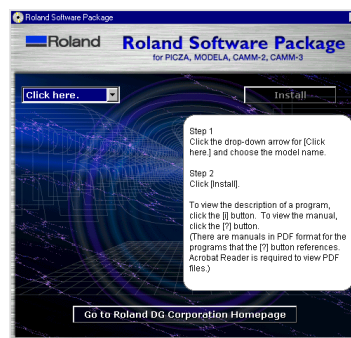 Roland Software Package
Roland
Roland Software Package
for PICZA, MODELA, CAMM-2, CAMM-3
Click here.
Install
Step 1
Click the drop-down arrow for [Click
here.] and choose the model name.
Step 2
Click [Install].
To view the description of a program,
click the [i] button.  To view the manual,
click the [?] button.
(There are manuals in PDF format for the
programs that the [?] button references.
Acrobat Reader is required to view PDF
files.)
Go to Roland DG Corporation Homepage